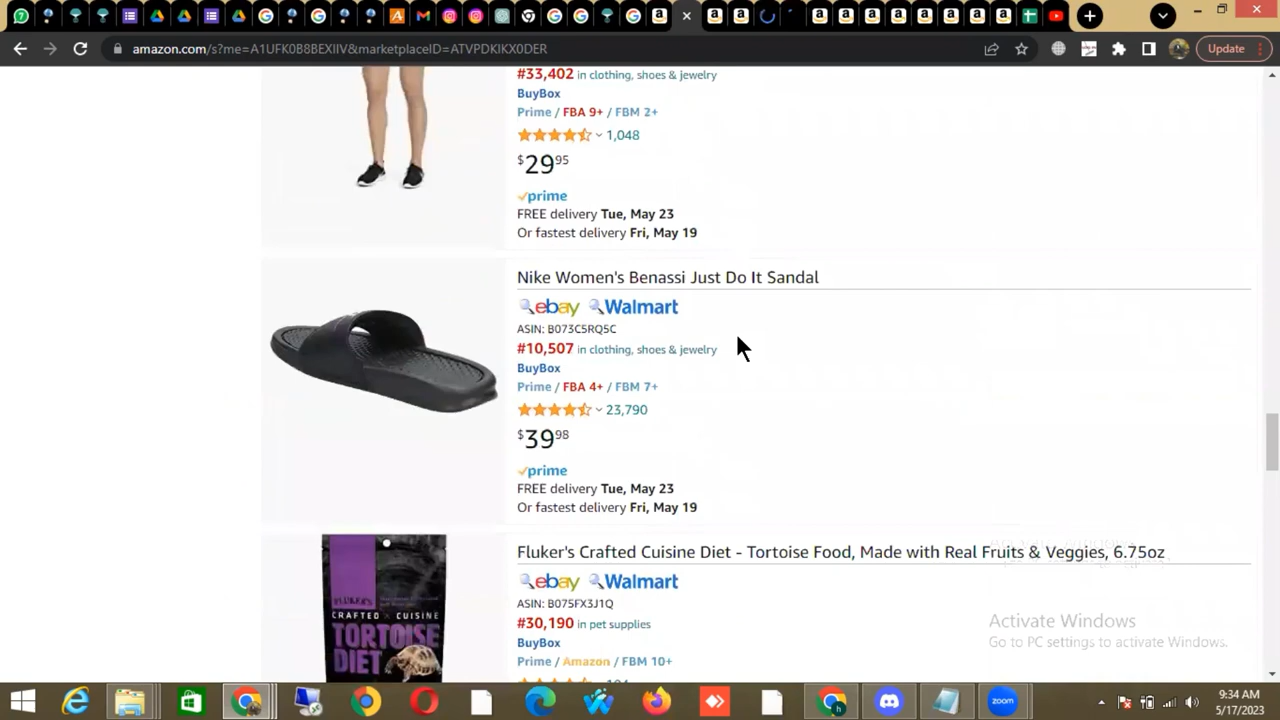 amazon.com/s?me=A1UFK0B8BEXIIV&marketplaceID=ATVPDKIKX0DER
Update
#33,402 in clothing, shoes & jewelry
BuyBox
Prime / FBA 9+ / FBM 2+
1,048
$29 95
prime
FREE delivery Tue, May 23
Or fastest delivery Fri, May 19
Nike Women's Benassi Just Do It Sandal
ebay Walmart
ASIN: B073C5RQ5C
#10,507 in clothing, shoes & jewelry
BuyBox
Prime / FBA 4+ / FBM 7+
23,790
$39 98
prime
FREE delivery Tue, May 23
Or fastest delivery Fri, May 19
Fluker's Crafted Cuisine Diet - Tortoise Food, Made with Real Fruits & Veggies, 6.75oz
ebay Walmart
ASIN: B075FX3J1Q
#30,190 in pet supplies
BuyBox
Prime / Amazon / FBM 10+
FLUKER'S
CRAFTED CUISINE
TORTOISE
DIET
Activate Windows
Go to PC settings to activate Windows.
zoom
9:34 AM
5/17/2023